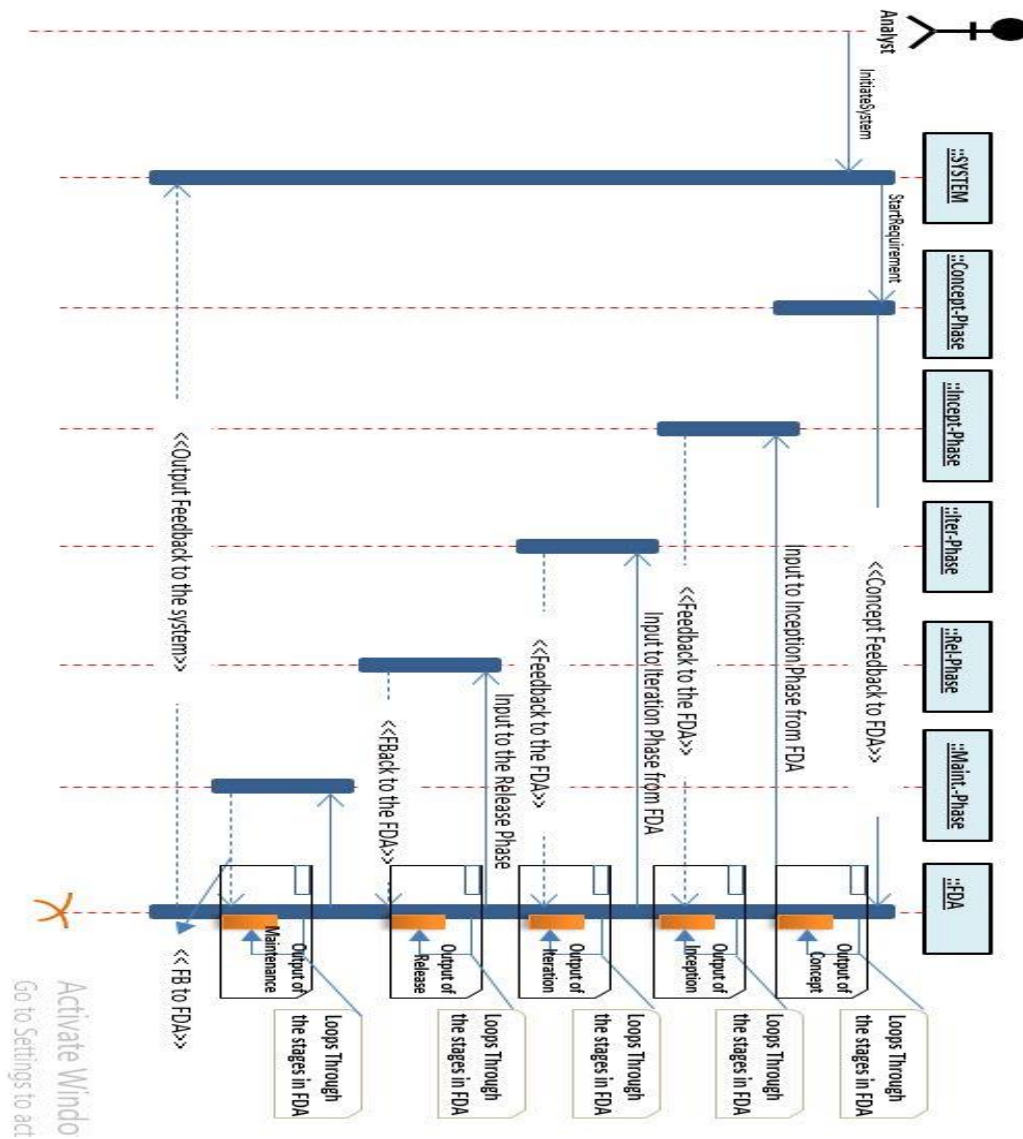 Analyst
::SYSTEM
::Concept-Phase
::Incept-Phase
::Iter-Phase
::Rel-Phase
::Maint.-Phase
::FDA
InitiateSystem
StartRequirement
<<Concept Feedback to FDA>>
Output of
Concept
Loops Through
the stages in FDA
Input to Inception Phase from FDA
<<Feedback to the FDA>>
Output of
Inception
Loops Through
the stages in FDA
Input to Iteration Phase from FDA
<<Feedback to the FDA>>
Output of
Iteration
Loops Through
the stages in FDA
Input to the Release Phase
<<FBack to the FDA>>
Output of
Release
Loops Through
the stages in FDA
Output of
Maintenance
Loops Through
the stages in FDA
<<Output Feedback to the system>>
<< FB to FDA>>
Activate Windo
Go to Settings to act